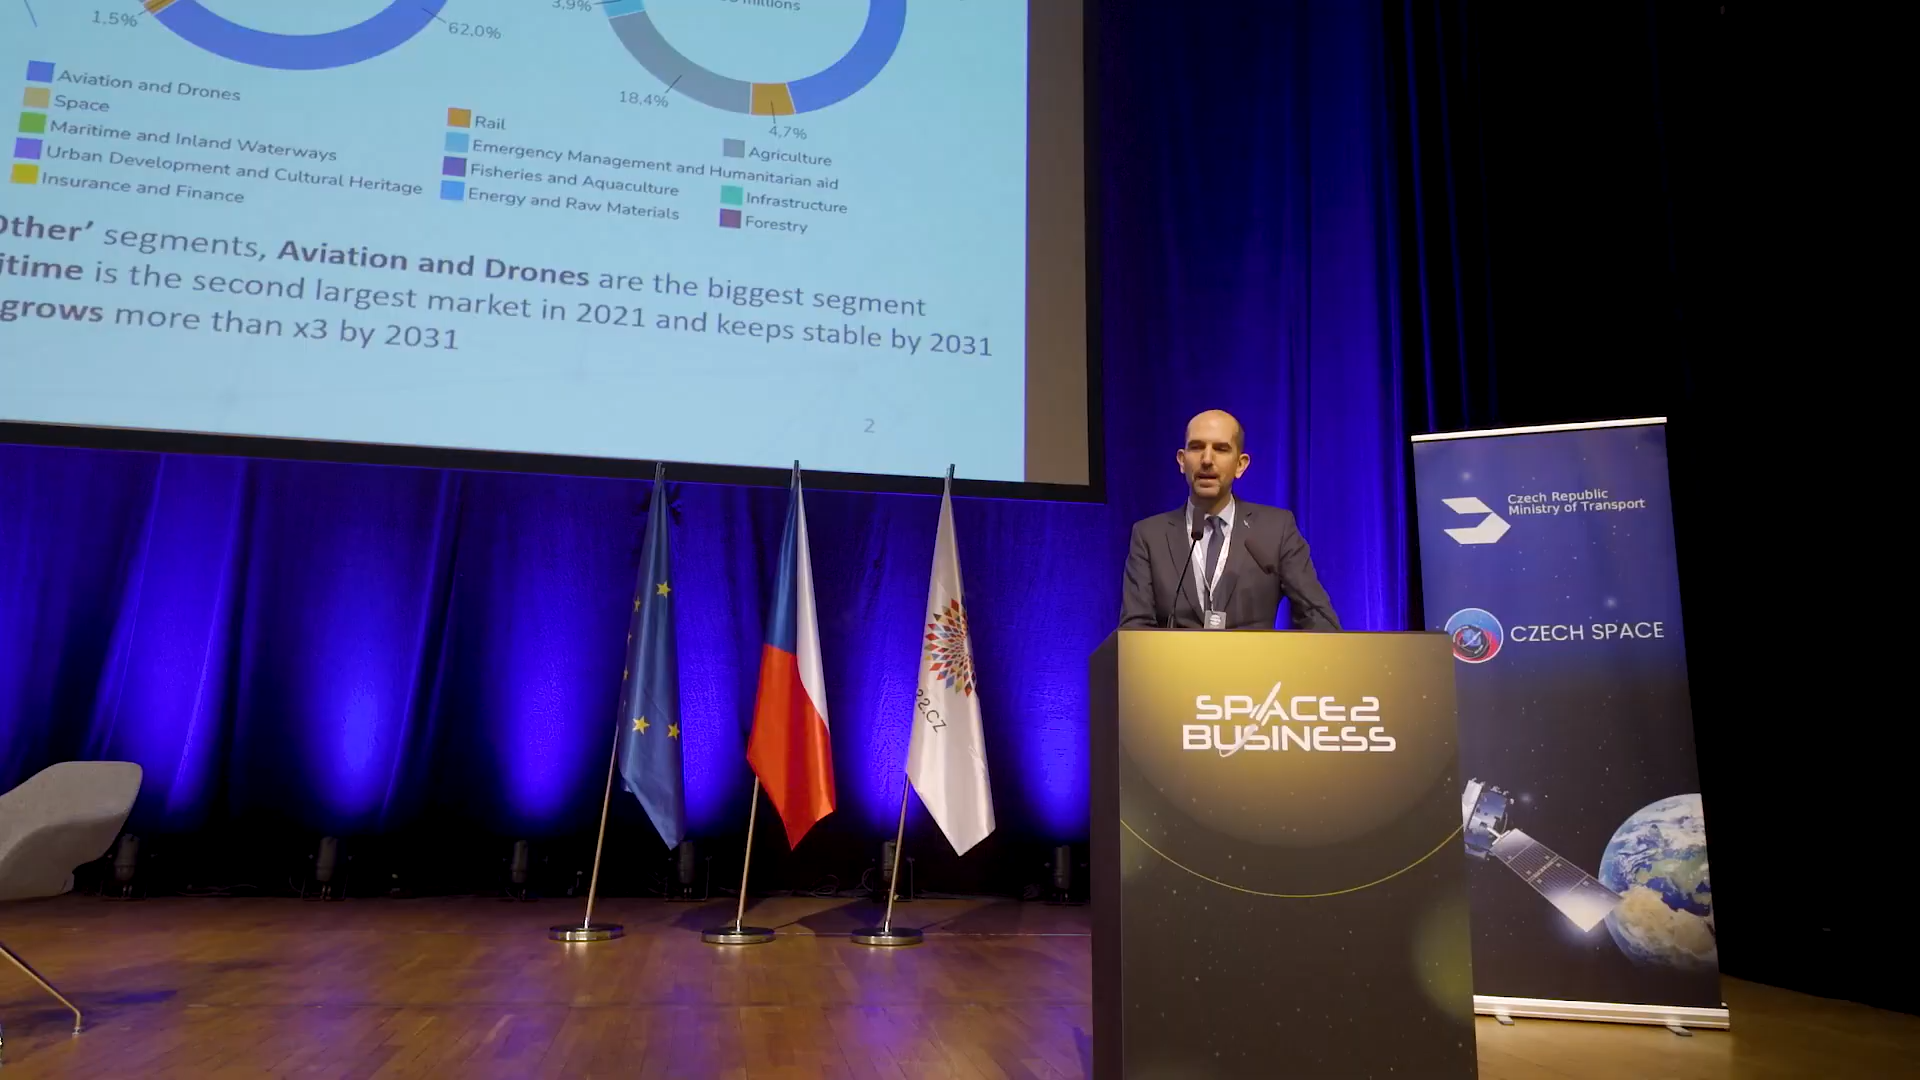 1,5%
62,0%
3,9%
millions
18,4%
4,7%
Aviation and Drones
Space
Maritime and Inland Waterways
Urban Development and Cultural Heritage
Insurance and Finance
Rail
Emergency Management and Humanitarian aid
Fisheries and Aquaculture
Energy and Raw Materials
Agriculture
Infrastructure
Forestry
Other’ segments, Aviation and Drones are the biggest segment
itime is the second largest market in 2021 and keeps stable by 2031
grows more than x3 by 2031
2
2.CZ
SPACE2
BUSINESS
Czech Republic
Ministry of Transport
CZECH SPACE